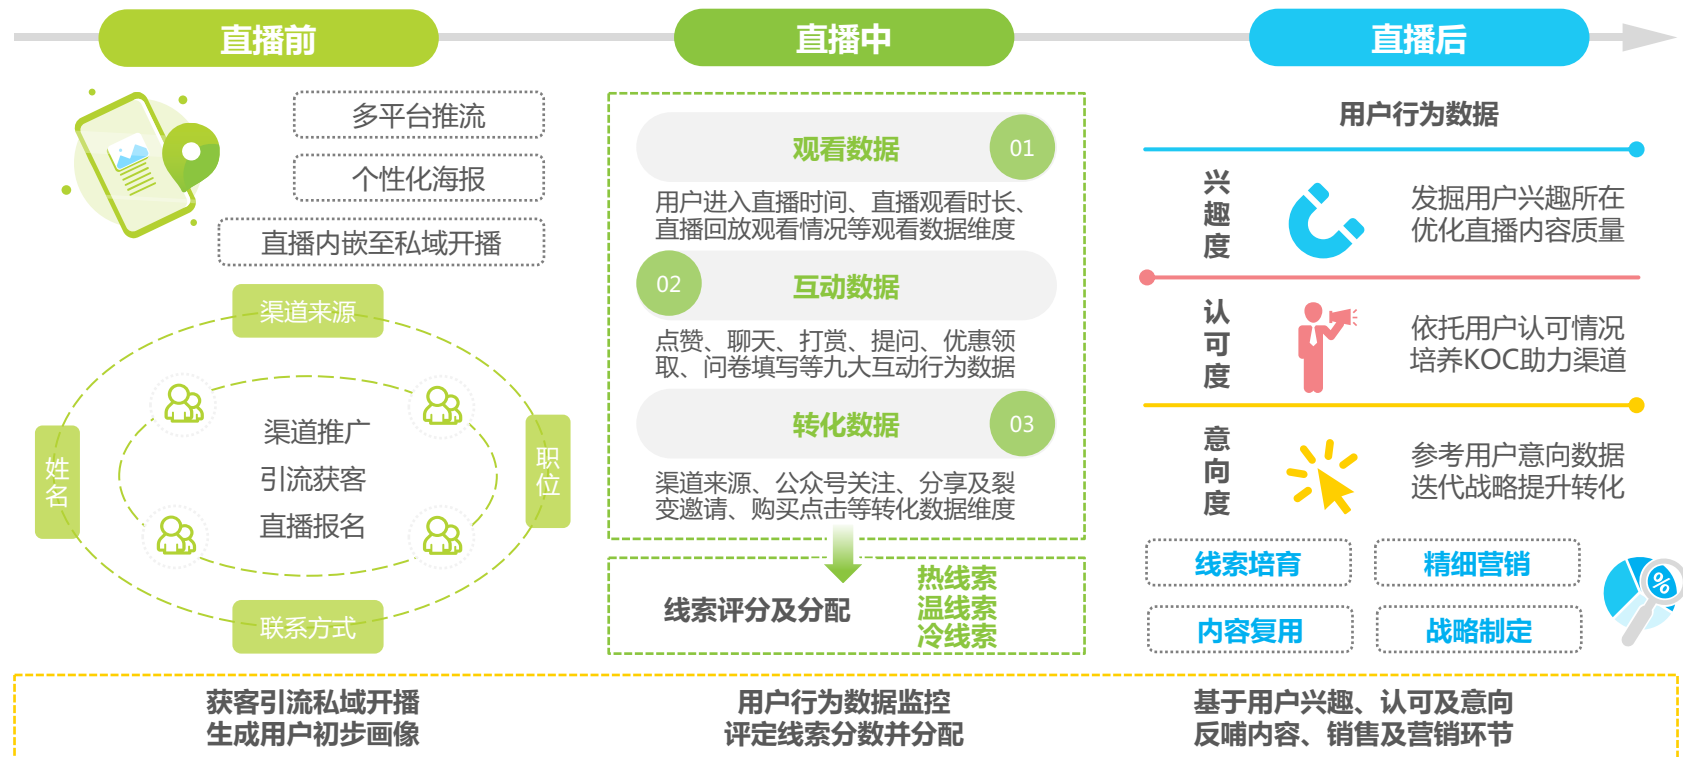 直播前
直播中
直播后
多平台推流
个性化海报
直播内嵌至私域开播
渠道来源
姓名
职位
联系方式
渠道推广
引流获客
直播报名
观看数据
01
用户进入直播时间、直播观看时长、
直播回放观看情况等观看数据维度
02
互动数据
点赞、聊天、打赏、提问、优惠领
取、问卷填写等九大互动行为数据
转化数据
03
渠道来源、公众号关注、分享及裂
变邀请、购买点击等转化数据维度
线索评分及分配
热线索
温线索
冷线索
用户行为数据
兴趣度
发掘用户兴趣所在
优化直播内容质量
认可度
依托用户认可情况
培养KOC助力渠道
意向度
参考用户意向数据
迭代战略提升转化
线索培育
精细营销
内容复用
战略制定
%
获客引流私域开播
生成用户初步画像
用户行为数据监控
评定线索分数并分配
基于用户兴趣、认可及意向
反哺内容、销售及营销环节